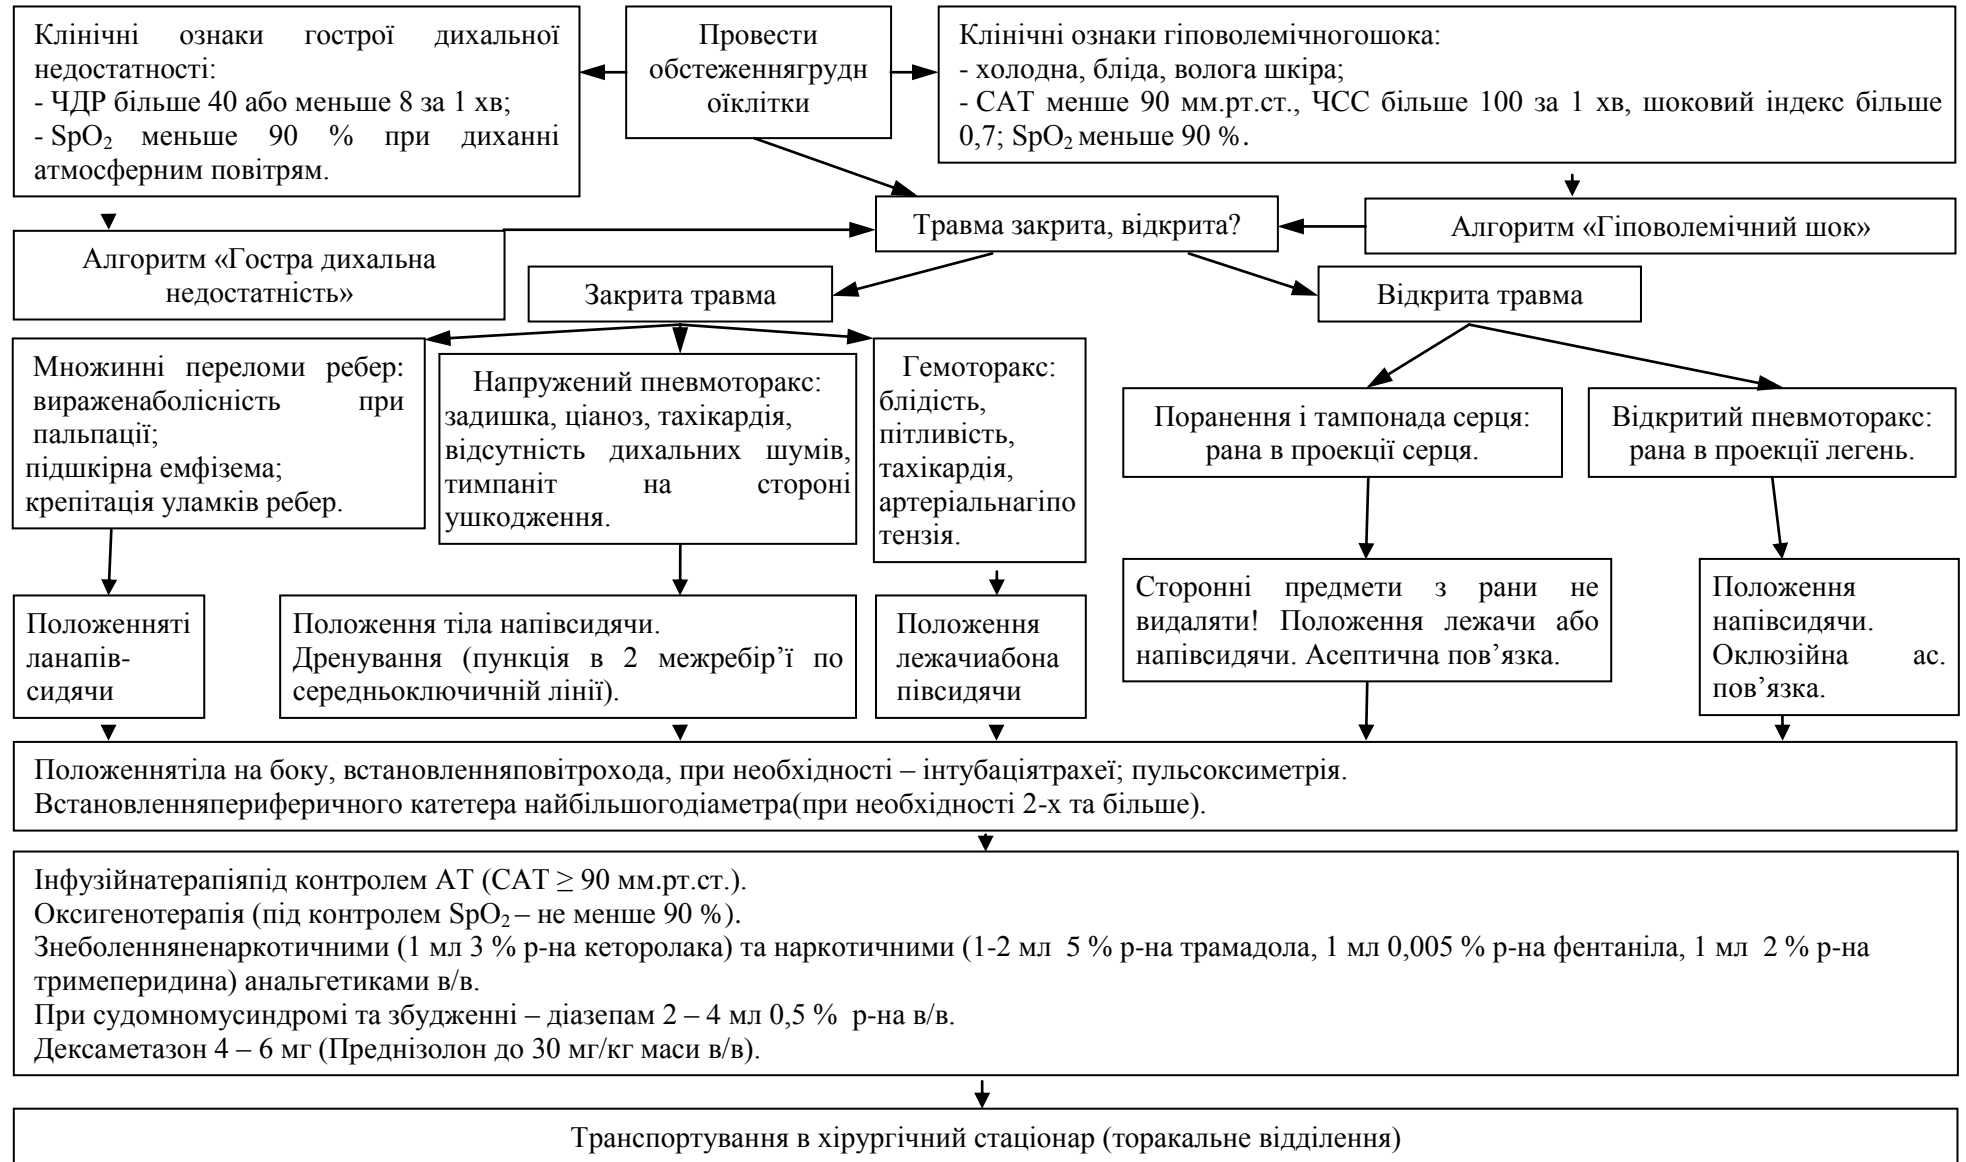 Клінічні ознаки гострої дихальної
недостатності:
- ЧДР більше 40 або меньше 8 за 1 хв;
- SpO₂ меньше 90 % при диханні
атмосферним повітрям.
Провести
обстеженнягрудн
оїклітки
Клінічні ознаки гіповолемічногошока:
- холодна, бліда, волога шкіра;
- САТ менше 90 мм.рт.ст., ЧСС більше 100 за 1 хв, шоковий індекс більше
0,7; SpO₂ меньше 90 %.
Травма закрита, відкрита?
Алгоритм «Гіповолемічний шок»
Алгоритм «Гостра дихальна
недостатність»
Закрита травма
Відкрита травма
Множинні переломи ребер:
вираженаболісність при
пальпації;
підшкірна емфізема;
крепітація уламків ребер.
Напружений пневмоторакс:
задишка, ціаноз, тахікардія,
відсутність дихальних шумів,
тимпаніт на стороні
ушкодження.
Гемоторакс:
блідість,
пітливість,
тахікардія,
артеріальнагіпо
тензія.
Поранення і тампонада серця:
рана в проекції серця.
Відкритий пневмоторакс:
рана в проекції легень.
Положенняті
ланапів-
сидячи
Положення тіла напівсидячи.
Дренування (пункція в 2 межребір’ї по
середньоключичній лінії).
Положення
лежачиабона
півсидячи
Сторонні предмети з рани не
видаляти! Положення лежачи або
напівсидячи. Асептична пов’язка.
Положення
напівсидячи.
Оклюзійна ас.
пов’язка.
Положеннятіла на боку, встановленняповітрохода, при необхідності – інтубаціятрахеї; пульсоксиметрія.
Встановленняпериферичного катетера найбільшогодіаметра(при необхідності 2-х та більше).
Інфузійнатерапіяпід контролем АТ (САТ ≥ 90 мм.рт.ст.).
Оксигенотерапія (під контролем SpO₂ – не менше 90 %).
Знеболенняненаркотичними (1 мл 3 % р-на кеторолака) та наркотичними (1-2 мл 5 % р-на трамадола, 1 мл 0,005 % р-на фентаніла, 1 мл 2 % р-на
тримеперидина) анальгетиками в/в.
При судомномусиндромі та збудженні – діазепам 2 – 4 мл 0,5 % р-на в/в.
Дексаметазон 4 – 6 мг (Преднізолон до 30 мг/кг маси в/в).
Транспортування в хірургічний стаціонар (торакальне відділення)